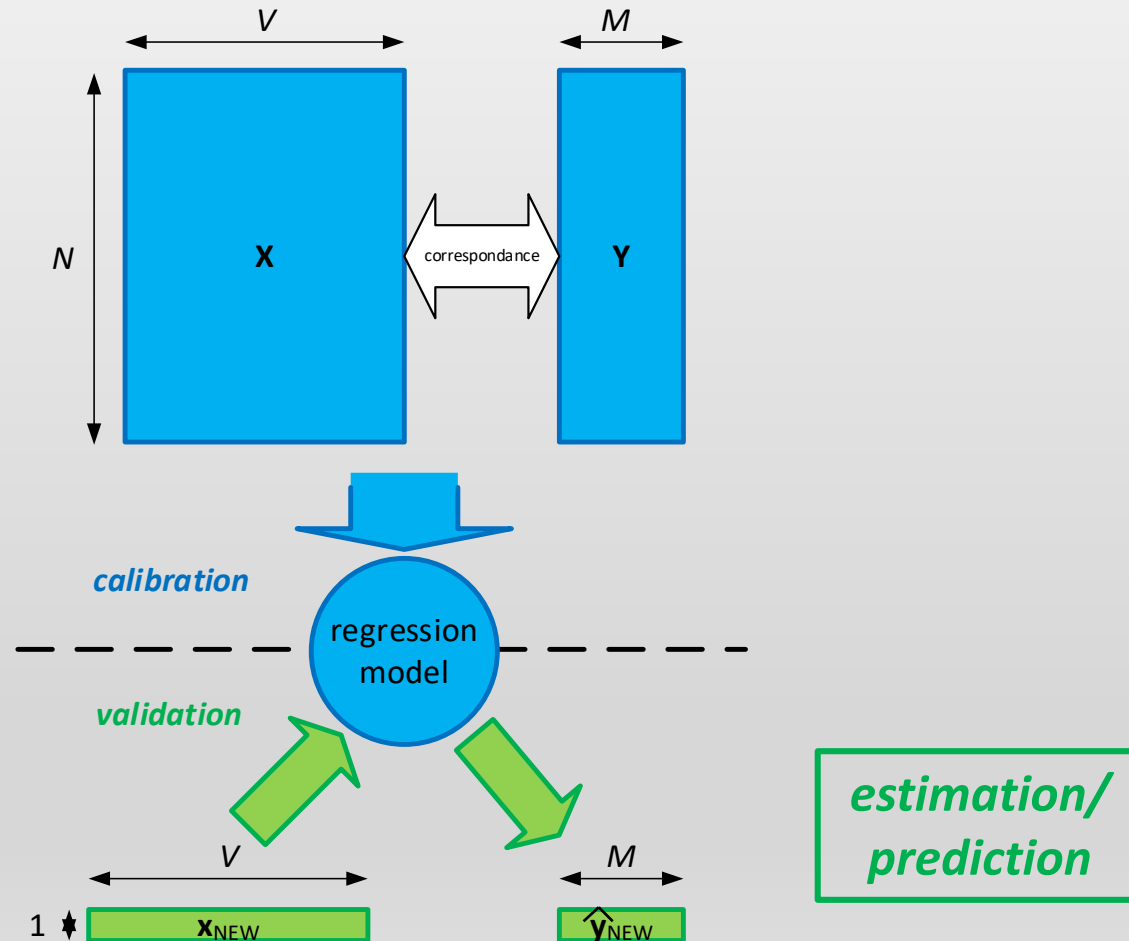 V
M
N
X
correspondance
Y
calibration
regression
model
validation
estimation/
prediction
V
M
1
xNEW
ŷNEW